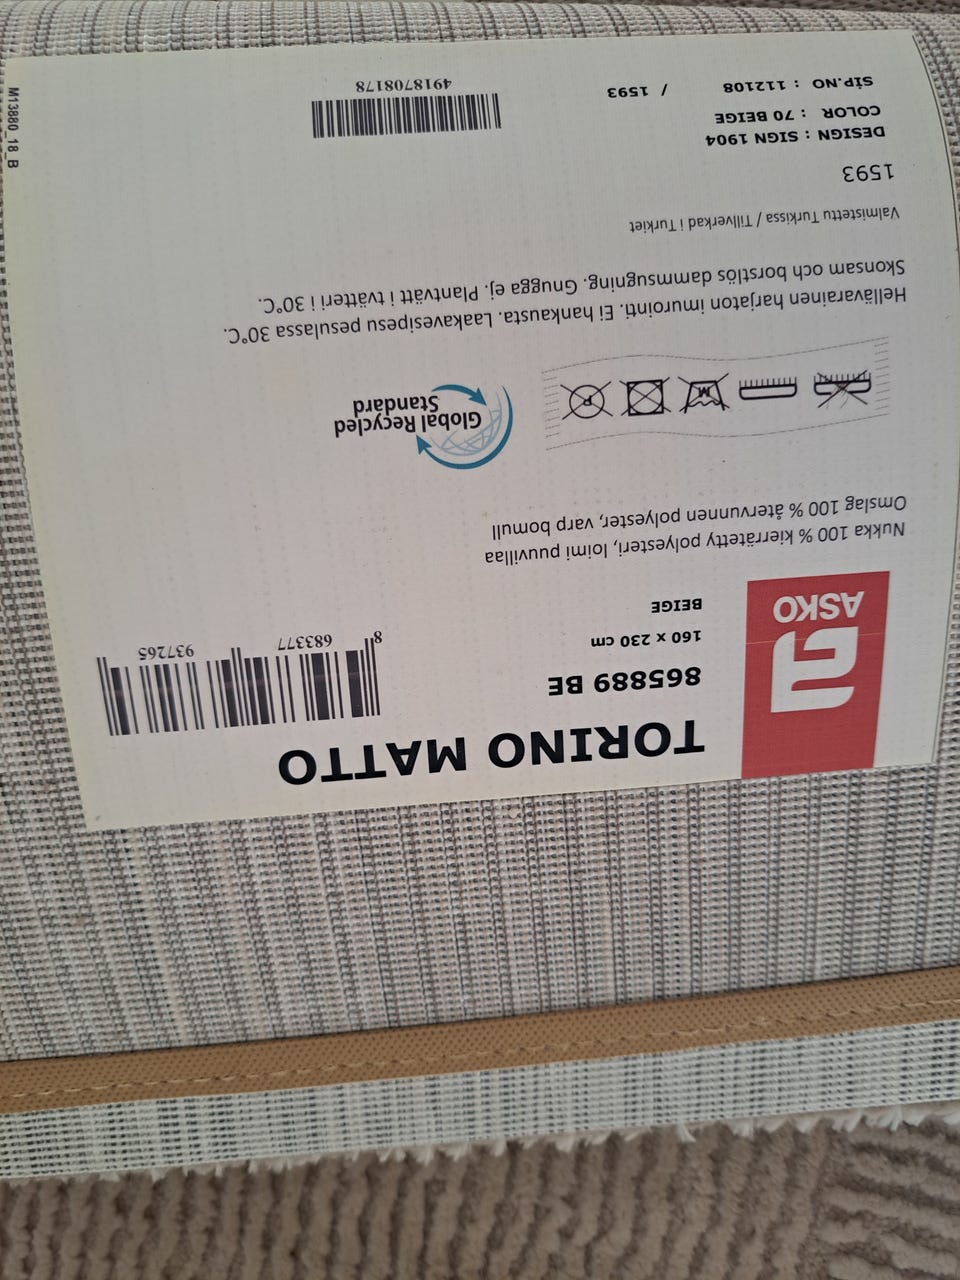 TORINO MATTO
865889 BE
160 x 230 cm
BEIGE
ASKO
8 683377 937265
Nukka 100 % kierrätetty polyesteri, loimi puuvillaa
Omslag 100 % återvunnen polyester, varp bomull
Global Recycled
Standard
M
P
Hellävarainen harjaton imurointi. Ei hankausta. Laakavesipesu pesulassa 30°C.
Skonsam och borstlös dammsugning. Gnugga ej. Plantvätt i tvätteri i 30°C.
Valmistettu Turkissa / Tillverkad i Turkiet
1593
DESIGN : SIGN 1904
COLOR : 70 BEIGE
SİP.NO : 112108 / 1593
4918708178
M13880_18_B